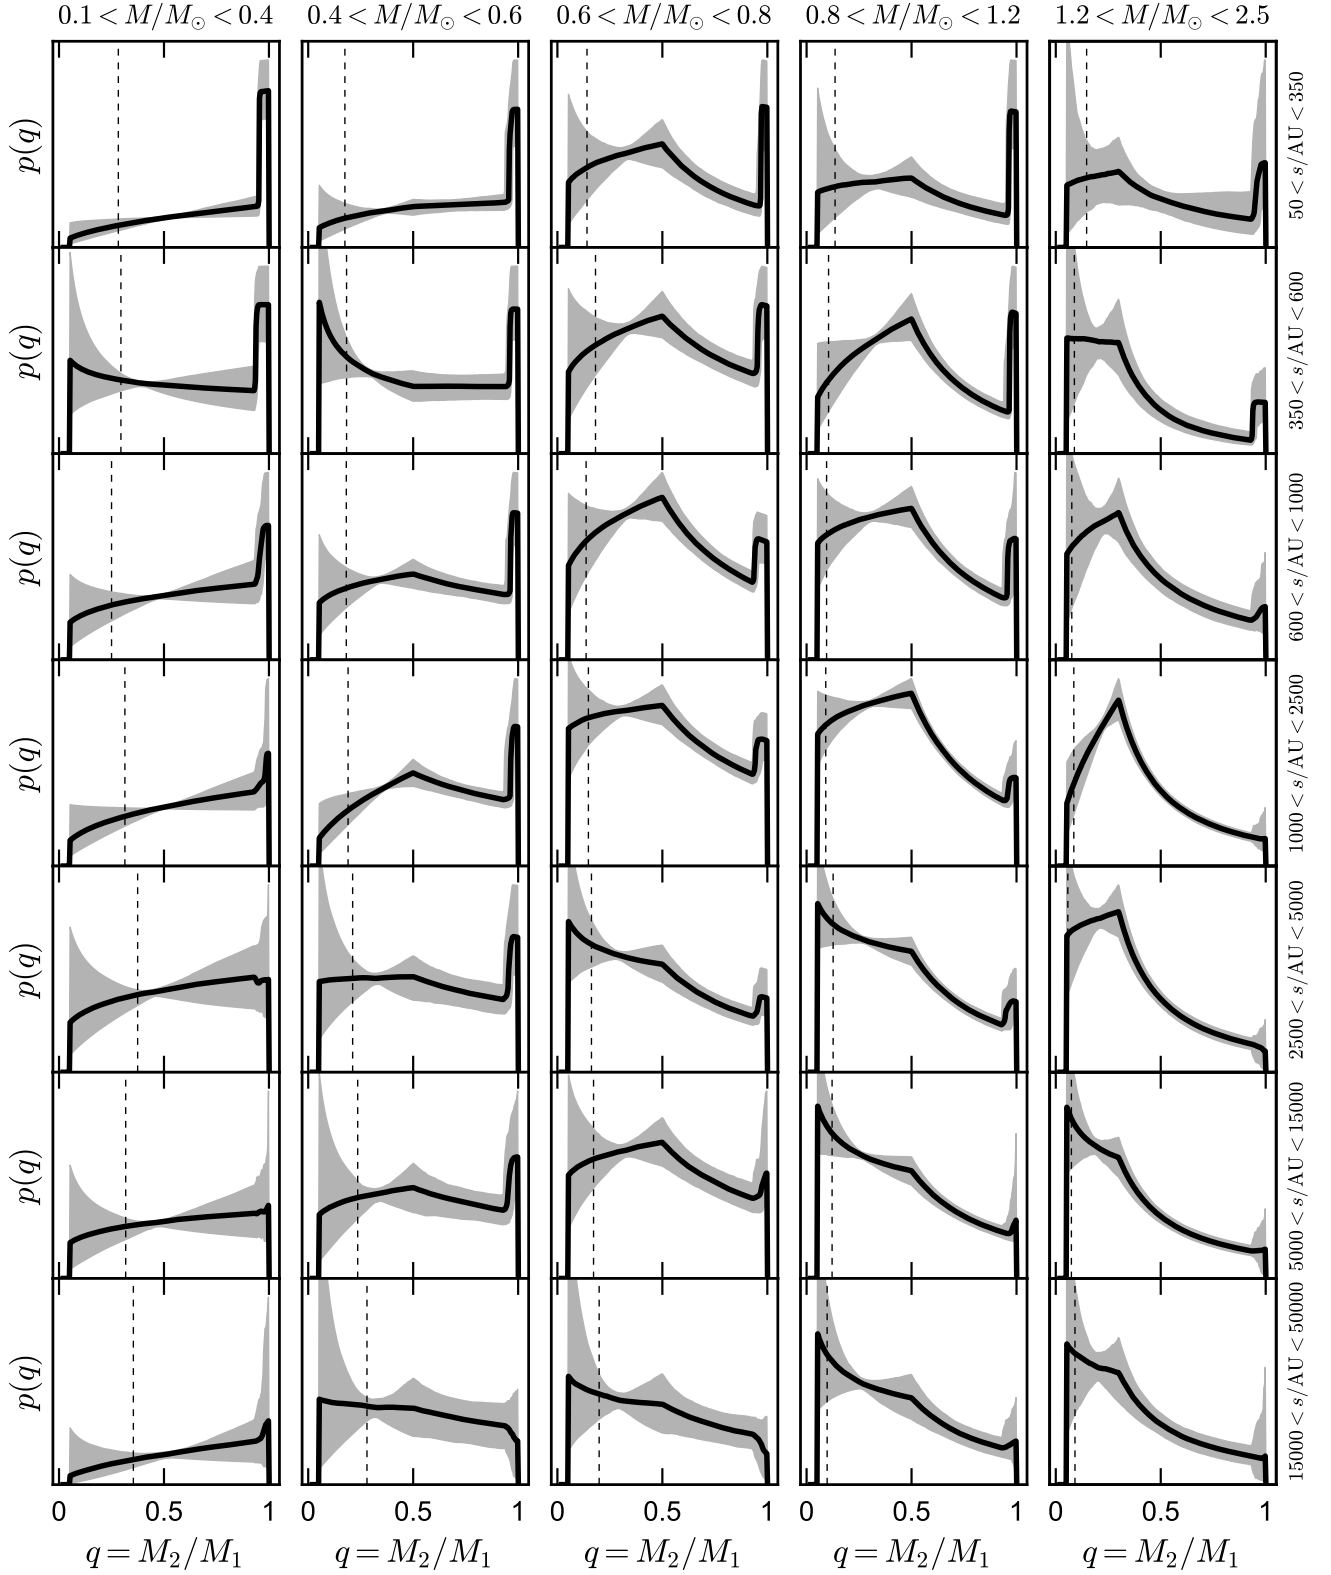 0.1 < M/M⊙ < 0.4
0.4 < M/M⊙ < 0.6
0.6 < M/M⊙ < 0.8
0.8 < M/M⊙ < 1.2
1.2 < M/M⊙ < 2.5
p(q)
50 < s/AU < 350
p(q)
350 < s/AU < 600
p(q)
600 < s/AU < 1000
p(q)
1000 < s/AU < 2500
p(q)
2500 < s/AU < 5000
p(q)
5000 < s/AU < 15000
p(q)
15000 < s/AU < 50000
0 0.5 1
0 0.5 1
0 0.5 1
0 0.5 1
0 0.5 1
q = M₂/M₁
q = M₂/M₁
q = M₂/M₁
q = M₂/M₁
q = M₂/M₁